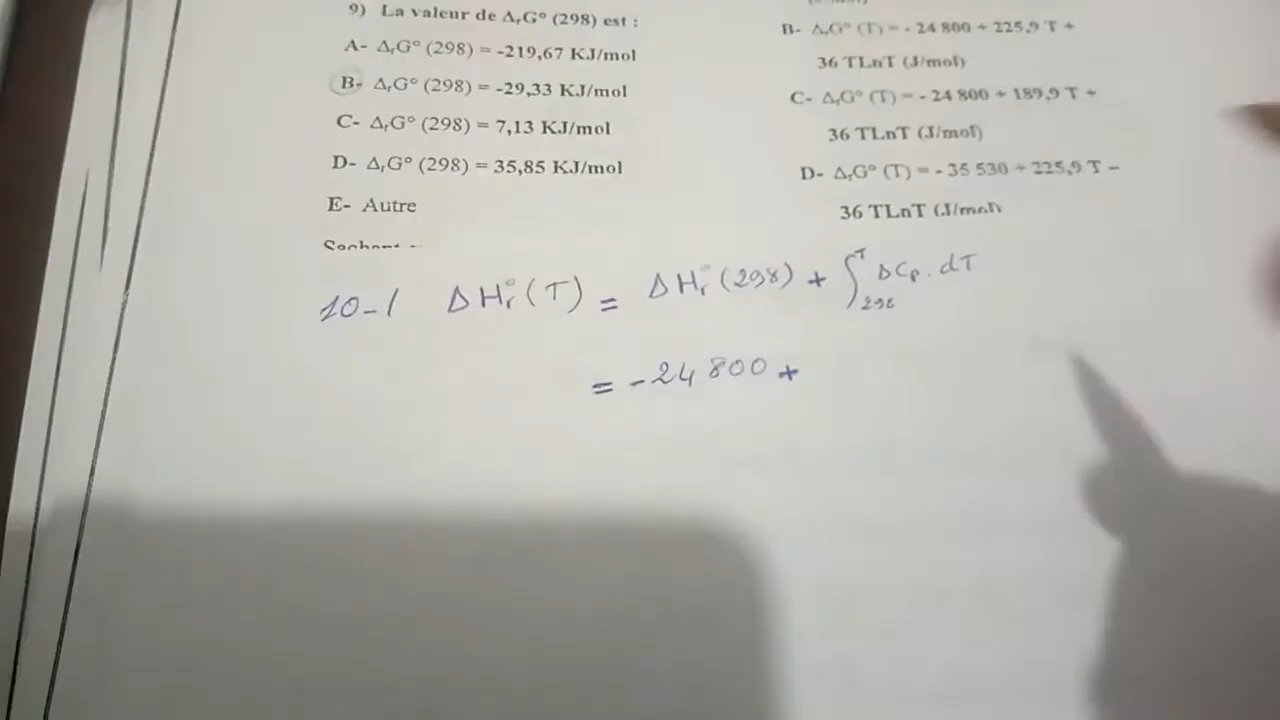 9) La valeur de ΔrG° (298) est :
A- ΔrG° (298) = -219,67 KJ/mol
B- ΔrG° (298) = -29,33 KJ/mol
C- ΔrG° (298) = 7,13 KJ/mol
D- ΔrG° (298) = 35,85 KJ/mol
E- Autre
B- ΔrG° (T) = - 24 800 + 225,9 T +
36 TLnT (J/mol)
C- ΔrG° (T) = - 24 800 + 189,9 T +
36 TLnT (J/mol)
D- ΔrG° (T) = - 35 530 + 225,9 T –
36 TLnT (J/mol)
10-/ ΔHr°(T) = ΔHr°(298) + ∫298^T ΔCp . dT
= -24 800 +